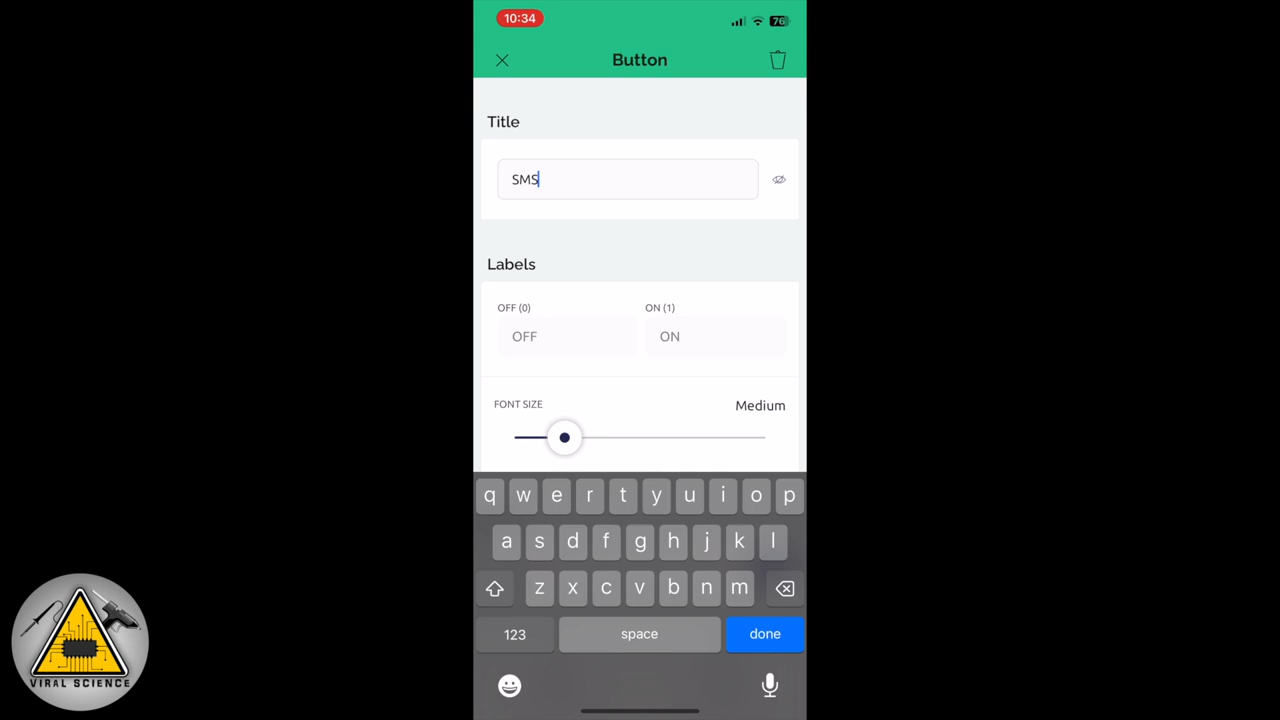 10:34
76
Button
Title
SMS
Labels
OFF (0) ON (1)
OFF ON
FONT SIZE Medium
q w e r t y u i o p
a s d f g h j k l
z x c v b n m
123 space done
VIRAL SCIENCE